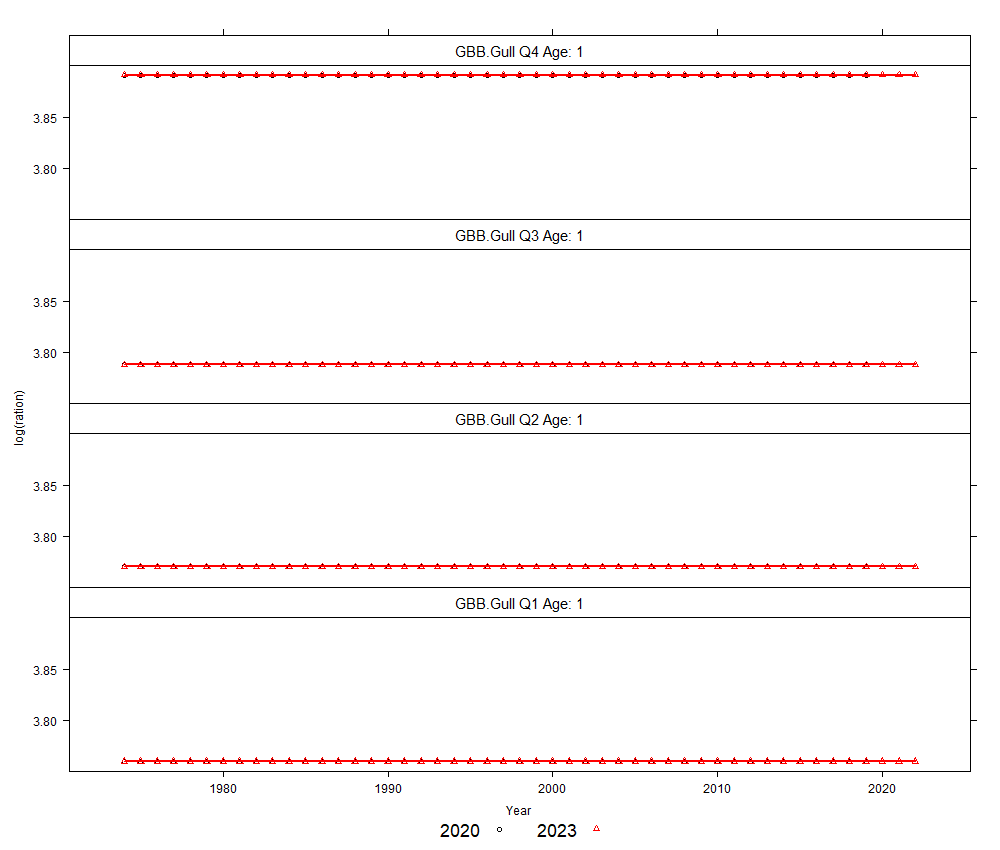 GBB.Gull Q4 Age: 1
3.85
3.80
GBB.Gull Q3 Age: 1
3.85
3.80
log(ration)
GBB.Gull Q2 Age: 1
3.85
3.80
GBB.Gull Q1 Age: 1
3.85
3.80
1980 1990 2000 2010 2020
Year
2020 2023